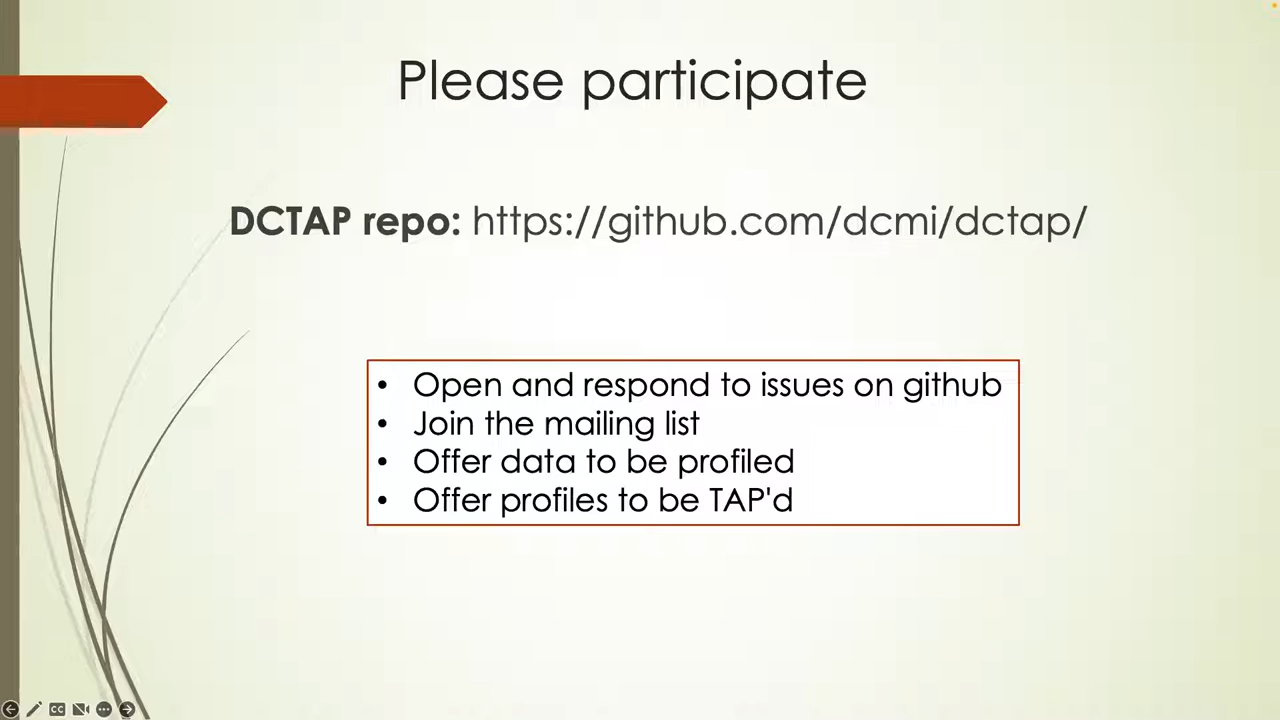 Please participate
DCTAP repo: https://github.com/dcmi/dctap/
• Open and respond to issues on github
• Join the mailing list
• Offer data to be profiled
• Offer profiles to be TAP'd
CC